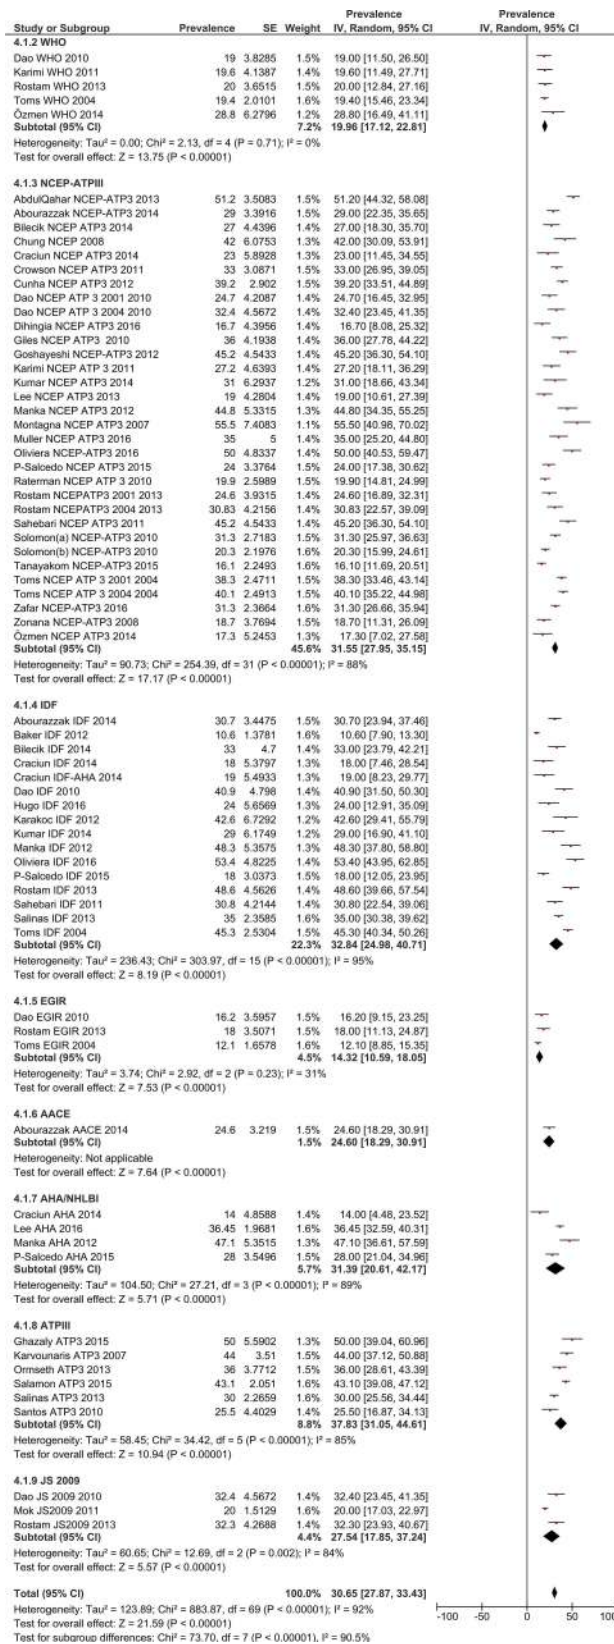 Prevalence Prevalence
Study or Subgroup Prevalence SE Weight IV, Random, 95% CI IV, Random, 95% CI
4.1.2 WHO
Dao WHO 2010 19 3.8285 1.5% 19.00 [11.50, 26.50]
Karimi WHO 2011 19.6 4.1387 1.5% 19.60 [11.49, 27.71]
Rostam WHO 2013 20 3.6515 1.5% 20.00 [12.84, 27.16]
Toms WHO 2004 19.4 2.0101 1.5% 19.40 [15.46, 23.34]
Özmen WHO 2014 28.8 6.2796 1.2% 28.80 [16.49, 41.11]
Subtotal (95% CI) 7.2% 19.96 [17.12, 22.81]
Heterogeneity: Tau² = 0.00; Chi² = 2.13, df = 4 (P = 0.71); I² = 0%
Test for overall effect: Z = 13.75 (P < 0.00001)
4.1.3 NCEP-ATPIII
AbdulQahar NCEP-ATP3 2013 51.2 3.5083 1.5% 51.20 [44.32, 58.08]
Abourazzak NCEP-ATP3 2014 29 3.3916 1.5% 29.00 [22.35, 35.65]
Bilecik NCEP ATP3 2014 27 4.4396 1.5% 27.00 [18.30, 35.70]
Chung NCEP 2008 42 6.0753 1.3% 42.00 [30.09, 53.91]
Craciun NCEP ATP3 2014 23 5.8928 1.3% 23.00 [11.45, 34.55]
Crowson NCEP ATP3 2011 33 3.0871 1.5% 33.00 [26.95, 39.05]
Cunha NCEP ATP3 2012 39.2 2.902 1.5% 39.20 [33.51, 44.89]
Dao NCEP ATP 3 2001 2010 24.7 4.2087 1.5% 24.70 [16.45, 32.95]
Dao NCEP ATP 3 2004 2010 32.4 4.5672 1.4% 32.40 [23.45, 41.35]
Dihingia NCEP ATP3 2016 16.7 4.3956 1.5% 16.70 [8.08, 25.32]
Giles NCEP ATP3 2010 36 4.1938 1.5% 36.00 [27.78, 44.22]
Goshayeshi NCEP-ATP3 2012 45.2 4.5433 1.5% 45.20 [36.30, 54.10]
Karimi NCEP ATP 3 2011 27.2 4.6393 1.4% 27.20 [18.11, 36.29]
Kumar NCEP ATP3 2014 31 6.2937 1.2% 31.00 [18.66, 43.34]
Lee NCEP ATP3 2013 19 4.2804 1.5% 19.00 [10.61, 27.39]
Manka NCEP ATP3 2012 44.8 5.3315 1.4% 44.80 [34.35, 55.25]
Montagna NCEP ATP3 2007 55.5 7.4083 1.1% 55.50 [40.98, 70.02]
Muller NCEP ATP3 2016 35 5 1.4% 35.00 [25.20, 44.80]
Oliviera NCEP-ATP3 2016 50 4.8337 1.4% 50.00 [40.53, 59.47]
P-Salcedo NCEP ATP3 2015 24 3.3764 1.5% 24.00 [17.38, 30.62]
Raterman NCEP ATP 3 2010 19.9 2.5989 1.5% 19.90 [14.81, 24.99]
Rostam NCEPATP3 2001 2013 24.6 3.9315 1.5% 24.60 [16.89, 32.31]
Rostam NCEPATP3 2004 2013 30.83 4.2156 1.5% 30.83 [22.57, 39.09]
Sahebari NCEP ATP3 2011 45.2 4.5433 1.5% 45.20 [36.30, 54.10]
Solomon(a) NCEP-ATP3 2010 31.3 2.7183 1.5% 31.30 [25.97, 36.63]
Solomon(b) NCEP-ATP3 2010 20.3 2.1976 1.5% 20.30 [15.99, 24.61]
Tanayakom NCEP-ATP3 2015 16.1 2.2493 1.5% 16.10 [11.69, 20.51]
Toms NCEP ATP 3 2001 2004 38.3 2.4711 1.5% 38.30 [33.46, 43.14]
Toms NCEP ATP 3 2004 2004 40.1 2.4913 1.5% 40.10 [35.22, 44.98]
Zafar NCEP-ATP3 2016 31.3 2.3664 1.5% 31.30 [26.66, 35.94]
Zonana NCEP-ATP3 2008 18.7 3.7694 1.5% 18.70 [11.31, 26.09]
Özmen NCEP ATP3 2014 17.3 5.2453 1.4% 17.30 [7.02, 27.58]
Subtotal (95% CI) 45.6% 31.55 [27.95, 35.15]
Heterogeneity: Tau² = 90.73; Chi² = 254.39, df = 31 (P < 0.00001); I² = 88%
Test for overall effect: Z = 17.17 (P < 0.00001)
4.1.4 IDF
Abourazzak IDF 2014 30.7 3.4475 1.5% 30.70 [23.94, 37.46]
Baker IDF 2012 10.6 1.3781 1.6% 10.60 [7.90, 13.30]
Bilecik IDF 2014 33 4.7 1.4% 33.00 [23.79, 42.21]
Craciun IDF 2014 18 5.3797 1.4% 18.00 [7.46, 28.54]
Craciun IDF-AHA 2014 19 5.4933 1.3% 19.00 [8.23, 29.77]
Dao IDF 2010 40.9 4.798 1.4% 40.90 [31.50, 50.30]
Hugo IDF 2016 24 5.6569 1.3% 24.00 [12.91, 35.09]
Karakoc IDF 2012 42.6 6.7292 1.2% 42.60 [29.41, 55.79]
Kumar IDF 2014 29 6.1749 1.3% 29.00 [16.90, 41.10]
Manka IDF 2012 48.3 5.3575 1.4% 48.30 [37.80, 58.80]
Oliviera IDF 2016 53.4 4.8225 1.4% 53.40 [43.95, 62.85]
P-Salcedo IDF 2015 18 3.0373 1.5% 18.00 [12.05, 23.95]
Rostam IDF 2013 48.6 4.5626 1.4% 48.60 [39.66, 57.54]
Sahebari IDF 2011 30.8 4.2144 1.5% 30.80 [22.54, 39.06]
Salinas IDF 2013 35 2.3585 1.5% 35.00 [30.38, 39.62]
Toms IDF 2004 45.3 2.5304 1.5% 45.30 [40.34, 50.26]
Subtotal (95% CI) 22.3% 32.84 [24.98, 40.71]
Heterogeneity: Tau² = 236.43; Chi² = 303.97, df = 15 (P < 0.00001); I² = 95%
Test for overall effect: Z = 8.19 (P < 0.00001)
4.1.5 EGIR
Dao EGIR 2010 16.2 3.5957 1.5% 16.20 [9.15, 23.25]
Rostam EGIR 2013 18 3.5071 1.5% 18.00 [11.13, 24.87]
Toms EGIR 2004 12.1 1.6578 1.5% 12.10 [8.85, 15.35]
Subtotal (95% CI) 4.5% 14.32 [10.59, 18.05]
Heterogeneity: Tau² = 3.74; Chi² = 2.92, df = 2 (P = 0.23); I² = 31%
Test for overall effect: Z = 7.53 (P < 0.00001)
4.1.6 AACE
Abourazzak AACE 2014 24.6 3.219 1.5% 24.60 [18.29, 30.91]
Subtotal (95% CI) 1.5% 24.60 [18.29, 30.91]
Heterogeneity: Not applicable
Test for overall effect: Z = 7.64 (P < 0.00001)
4.1.7 AHA/NHLBI
Craciun AHA 2014 14 4.8588 1.4% 14.00 [4.48, 23.52]
Lee AHA 2016 36.45 1.9681 1.6% 36.45 [32.59, 40.31]
Manka AHA 2012 47.1 5.3515 1.4% 47.10 [36.61, 57.59]
P-Salcedo AHA 2015 28 3.5496 1.5% 28.00 [21.04, 34.96]
Subtotal (95% CI) 5.7% 31.39 [20.61, 42.17]
Heterogeneity: Tau² = 104.50; Chi² = 27.21, df = 3 (P < 0.00001); I² = 89%
Test for overall effect: Z = 5.71 (P < 0.00001)
4.1.8 ATPIII
Ghazaly ATP3 2015 50 5.5902 1.3% 50.00 [39.04, 60.96]
Karvounaris ATP3 2007 44 3.51 1.5% 44.00 [37.12, 50.88]
Ormseth ATP3 2013 36 3.7712 1.5% 36.00 [28.61, 43.39]
Salamon ATP3 2015 43.1 2.051 1.5% 43.10 [39.08, 47.12]
Salinas ATP3 2013 30 2.2659 1.5% 30.00 [25.56, 34.44]
Santos ATP3 2010 25.5 4.4029 1.5% 25.50 [16.87, 34.13]
Subtotal (95% CI) 8.8% 37.83 [31.05, 44.61]
Heterogeneity: Tau² = 58.45; Chi² = 34.42, df = 5 (P < 0.00001); I² = 85%
Test for overall effect: Z = 10.94 (P < 0.00001)
4.1.9 JS 2009
Dao JS 2009 2010 32.4 4.5672 1.4% 32.40 [23.45, 41.35]
Mok JS2009 2011 20 1.5129 1.6% 20.00 [17.03, 22.97]
Rostam JS2009 2013 32.3 4.2688 1.5% 32.30 [23.93, 40.67]
Subtotal (95% CI) 4.4% 27.54 [17.85, 37.24]
Heterogeneity: Tau² = 60.65; Chi² = 12.69, df = 2 (P = 0.002); I² = 84%
Test for overall effect: Z = 5.57 (P < 0.00001)
Total (95% CI) 100.0% 30.65 [27.87, 33.43]
Heterogeneity: Tau² = 123.89; Chi² = 883.87, df = 69 (P < 0.00001); I² = 92%
Test for overall effect: Z = 21.59 (P < 0.00001)
Test for subgroup differences: Chi² = 73.70, df = 7 (P < 0.00001), I² = 90.5%
-100 -50 0 50 100